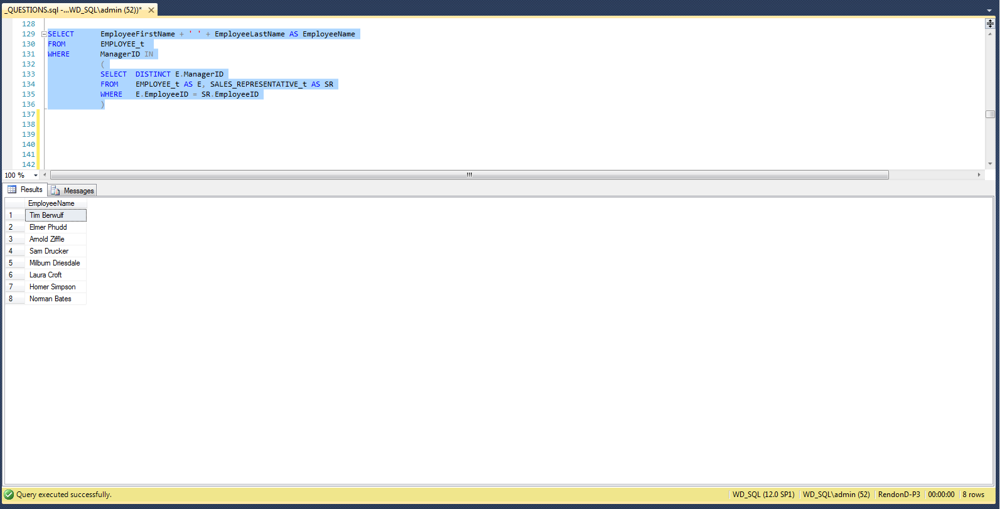 _QUESTIONS.sql -...WD_SQL\admin (52))*
128
129 SELECT EmployeeFirstName + ' ' + EmployeeLastName AS EmployeeName
130 FROM EMPLOYEE_t
131 WHERE ManagerID IN
132 (
133 SELECT DISTINCT E.ManagerID
134 FROM EMPLOYEE_t AS E, SALES_REPRESENTATIVE_t AS SR
135 WHERE E.EmployeeID = SR.EmployeeID
136 )
137
138
139
140
141
142
100 %
Results Messages
EmployeeName
1 Tim Berwulf
2 Elmer Phudd
3 Arnold Ziffle
4 Sam Drucker
5 Milburn Driesdale
6 Laura Croft
7 Homer Simpson
8 Norman Bates
Query executed successfully. WD_SQL (12.0 SP1) WD_SQL\admin (52) RendonD-P3 00:00:00 8 rows